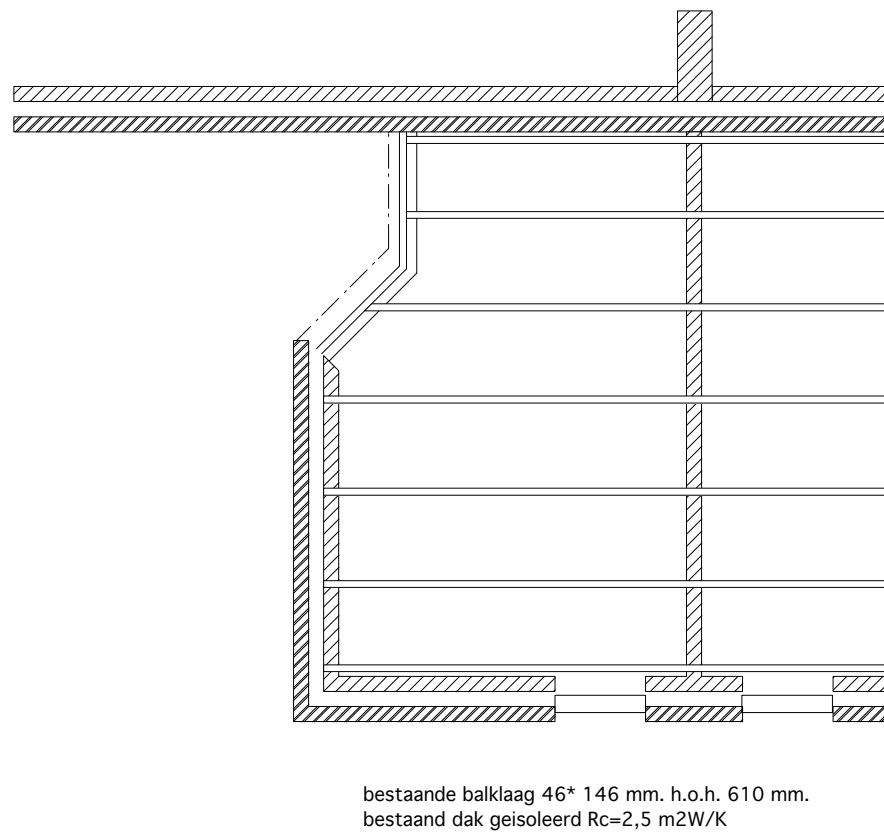 bestaande balklaag 46* 146 mm. h.o.h. 610 mm.
bestaand dak geisoleerd Rc=2,5 m2W/K